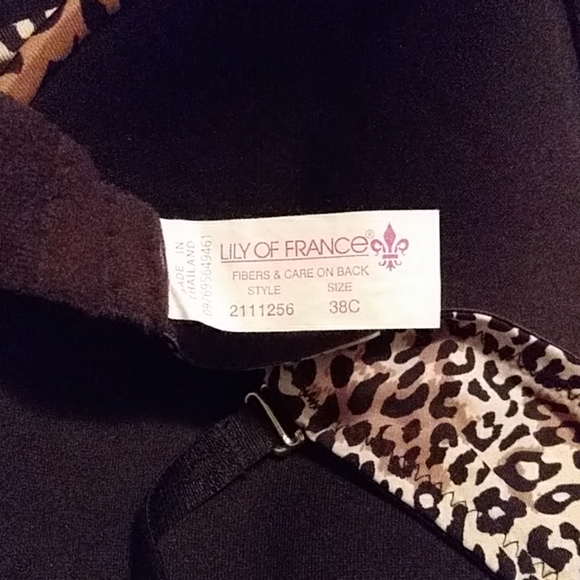 MADE IN
THAILAND
097695649461
LILY OF FRANCE®
FIBERS & CARE ON BACK
STYLE SIZE
2111256 38C